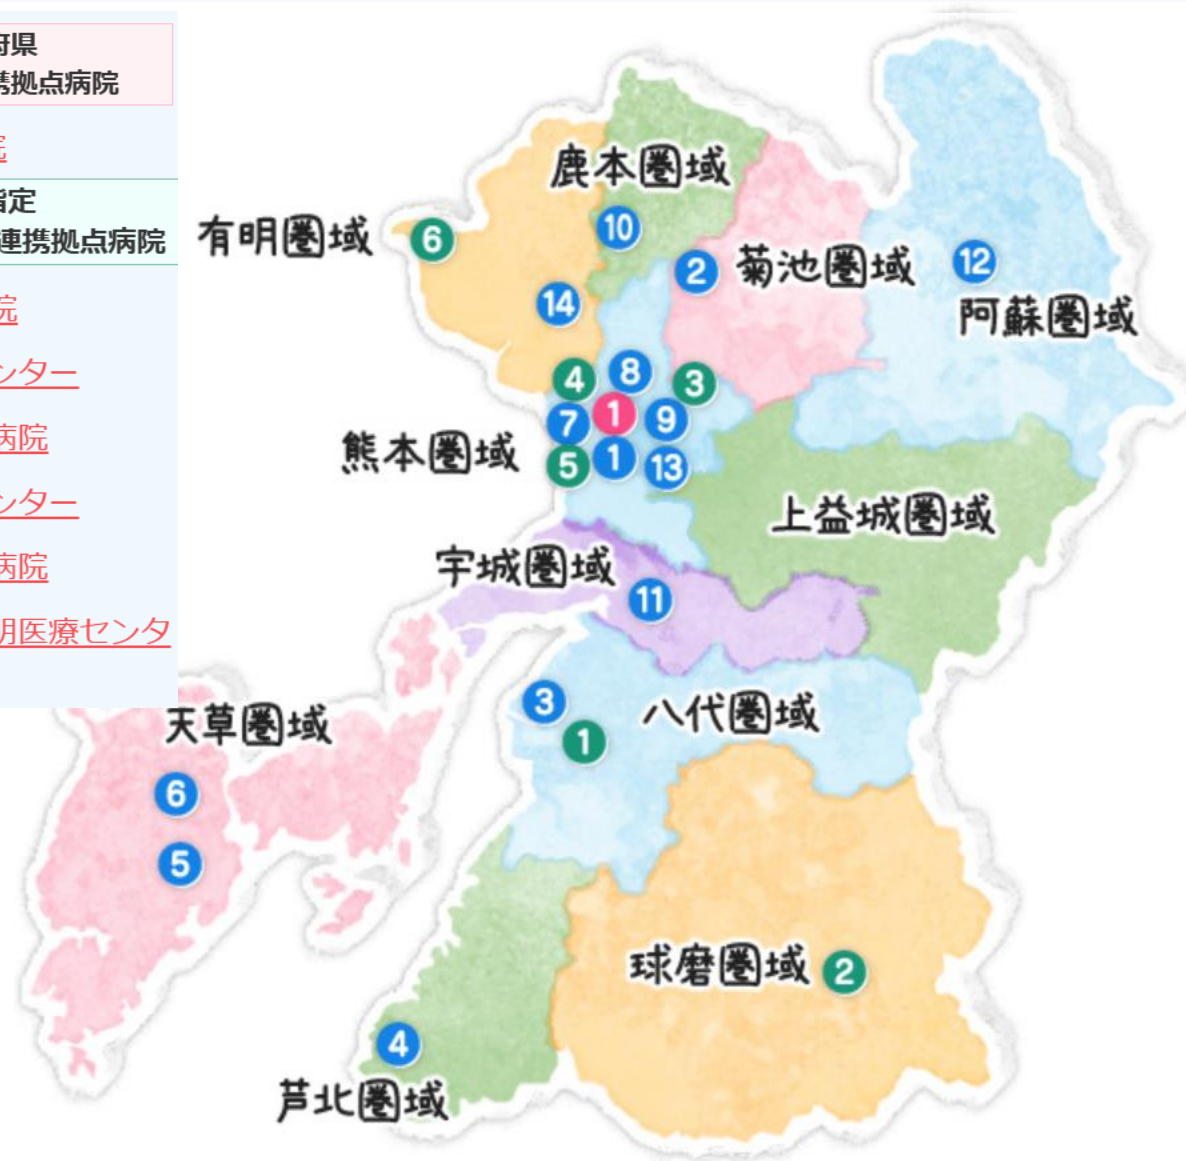 府県
携拠点病院
院
指定
連携拠点病院
院
ンター
病院
ンター
病院
明医療センタ
鹿本圏域
有明圏域
6
10
2
菊池圏域
12
阿蘇圏域
14
4
8
3
7
1
9
熊本圏域
5
1
13
上益城圏域
宇城圏域
11
3
八代圏域
1
天草圏域
6
5
球磨圏域
2
4
芦北圏域